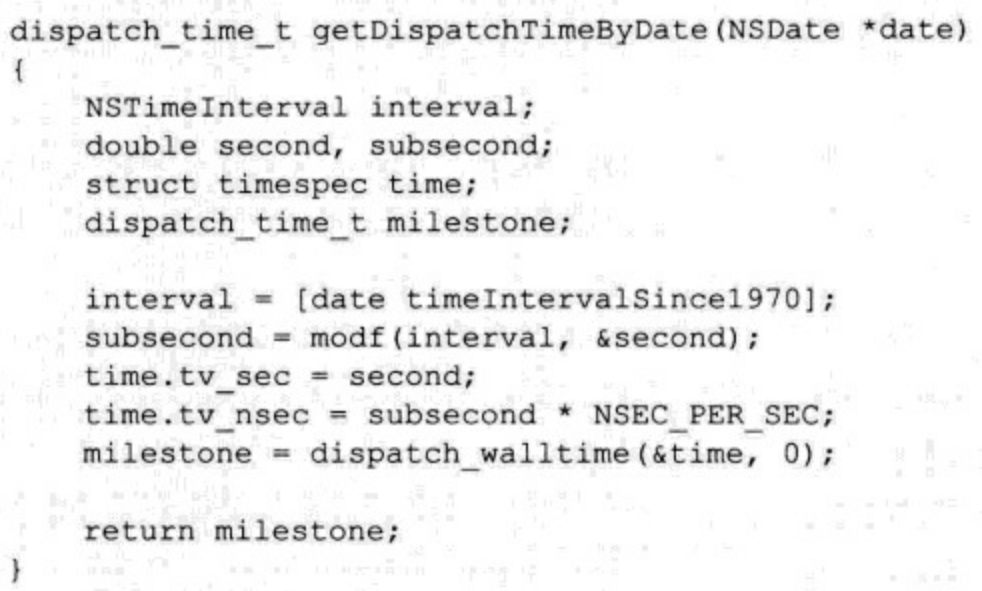 dispatch_time_t getDispatchTimeByDate(NSDate *date)
{
    NSTimeInterval interval;
    double second, subsecond;
    struct timespec time;
    dispatch_time_t milestone;

    interval = [date timeIntervalSince1970];
    subsecond = modf(interval, &second);
    time.tv_sec = second;
    time.tv_nsec = subsecond * NSEC_PER_SEC;
    milestone = dispatch_walltime(&time, 0);

    return milestone;
}